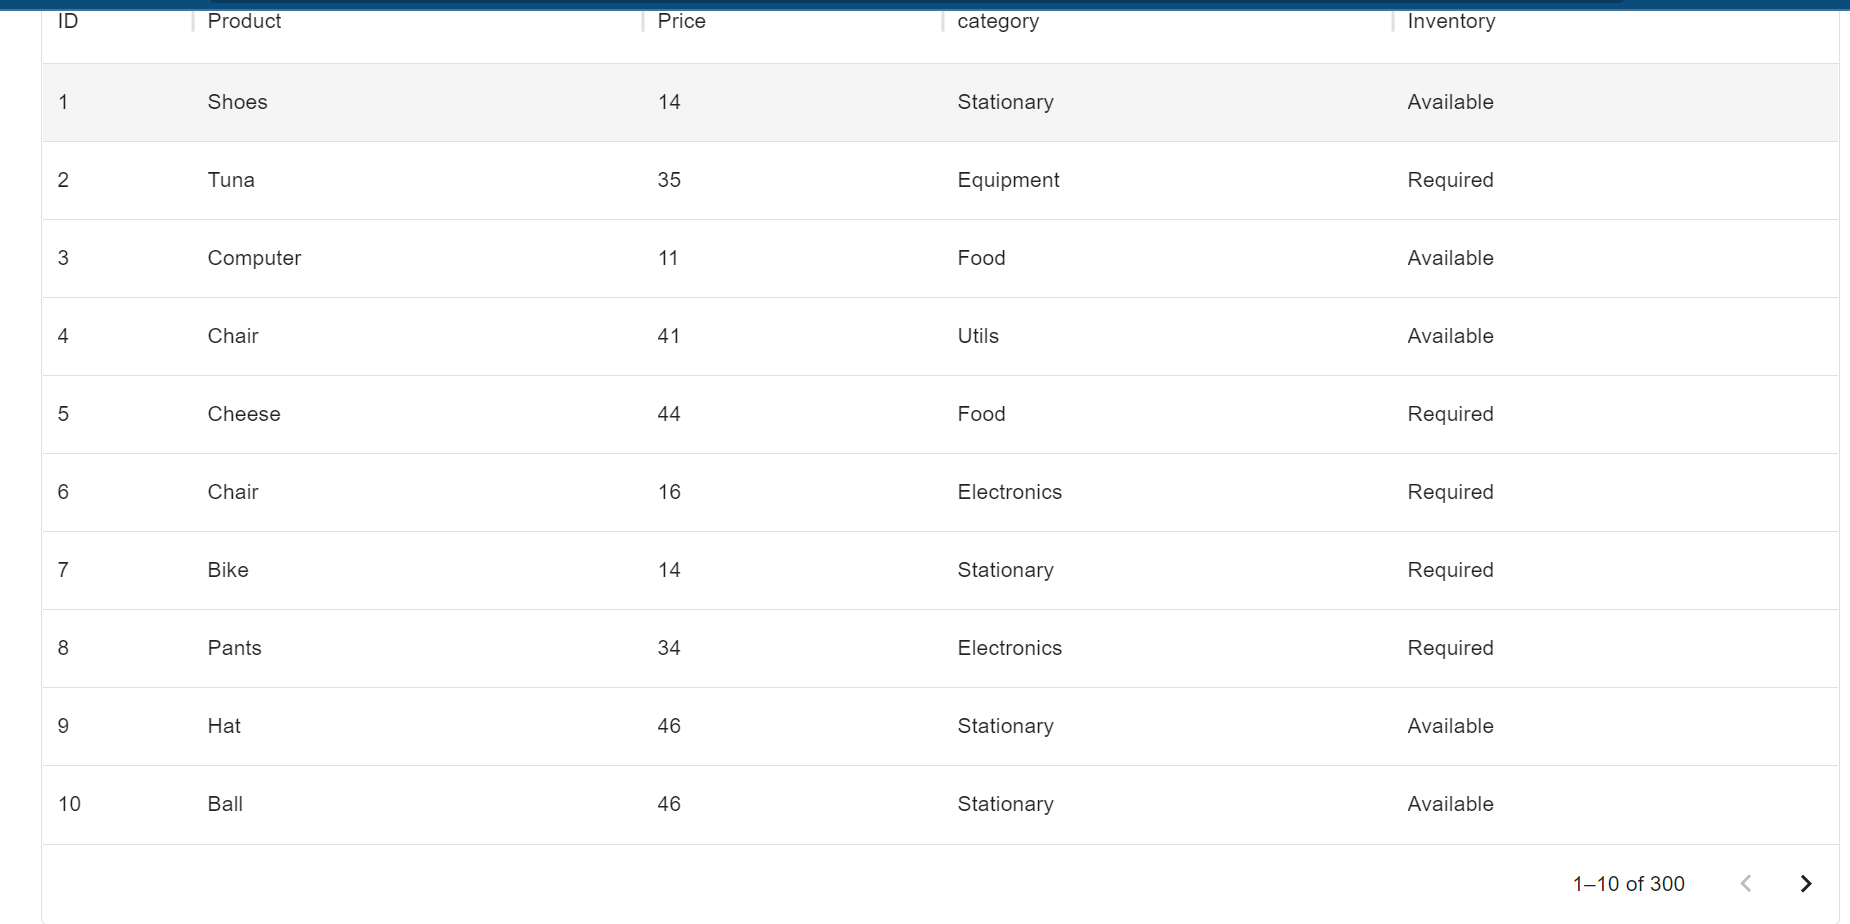 ID Product Price category Inventory
1 Shoes 14 Stationary Available
2 Tuna 35 Equipment Required
3 Computer 11 Food Available
4 Chair 41 Utils Available
5 Cheese 44 Food Required
6 Chair 16 Electronics Required
7 Bike 14 Stationary Required
8 Pants 34 Electronics Required
9 Hat 46 Stationary Available
10 Ball 46 Stationary Available
1–10 of 300